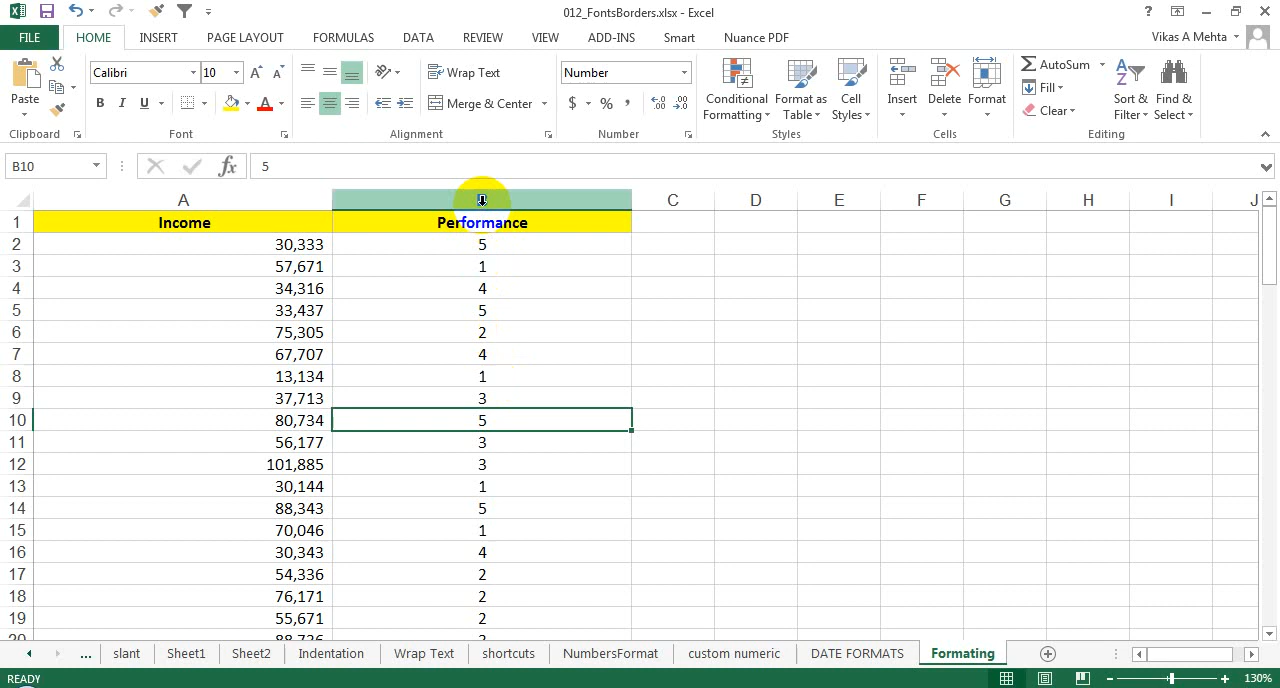 012_FontsBorders.xlsx - Excel
FILE HOME INSERT PAGE LAYOUT FORMULAS DATA REVIEW VIEW ADD-INS Smart Nuance PDF Vikas A Mehta
Calibri 10 Wrap Text Number AutoSum
Paste B I U A Merge & Center $ % , Conditional Formatting Format as Table Cell Styles Insert Delete Format Fill Clear Sort & Filter Find & Select
Clipboard Font Alignment Number Styles Cells Editing
B10 fx 5
A C D E F G H I J
1 Income Performance
2 30,333 5
3 57,671 1
4 34,316 4
5 33,437 5
6 75,305 2
7 67,707 4
8 13,134 1
9 37,713 3
10 80,734 5
11 56,177 3
12 101,885 3
13 30,144 1
14 88,343 5
15 70,046 1
16 30,343 4
17 54,336 2
18 76,171 2
19 55,671 2
20 88,736
... slant Sheet1 Sheet2 Indentation Wrap Text shortcuts NumbersFormat custom numeric DATE FORMATS Formating
READY 130%